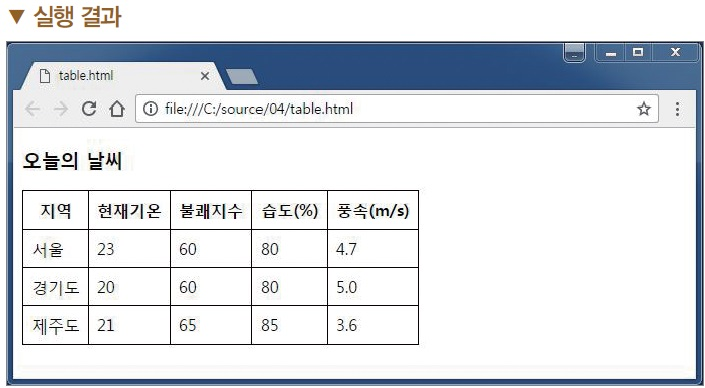 ▼ 실행 결과
table.html
file:///C:/source/04/table.html
오늘의 날씨
지역 현재기온 불쾌지수 습도(%) 풍속(m/s)
서울 23 60 80 4.7
경기도 20 60 80 5.0
제주도 21 65 85 3.6